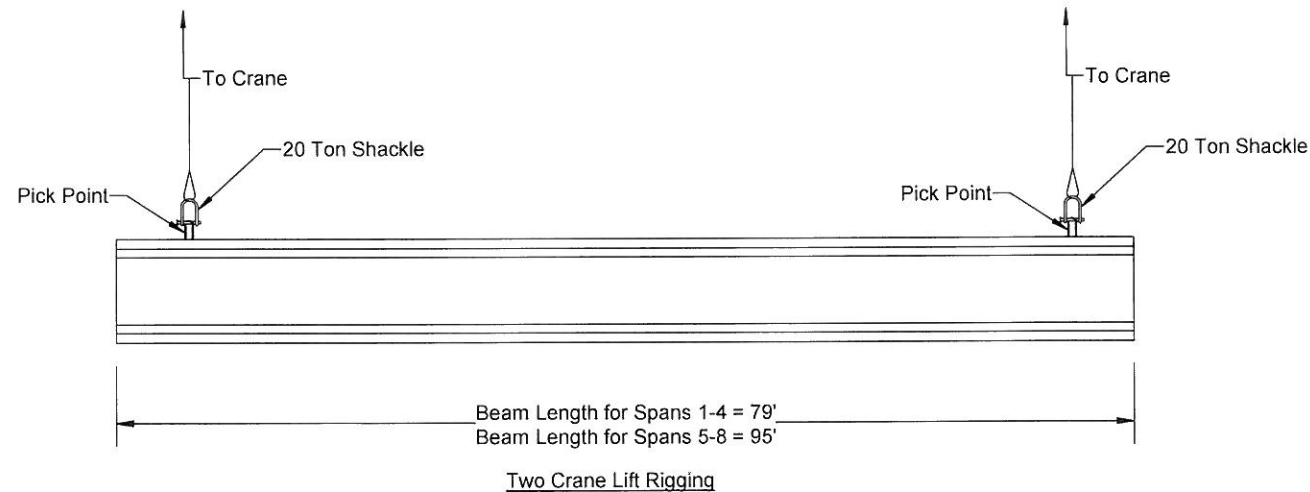 To Crane
To Crane
20 Ton Shackle
20 Ton Shackle
Pick Point
Pick Point
Beam Length for Spans 1-4 = 79'
Beam Length for Spans 5-8 = 95'
Two Crane Lift Rigging